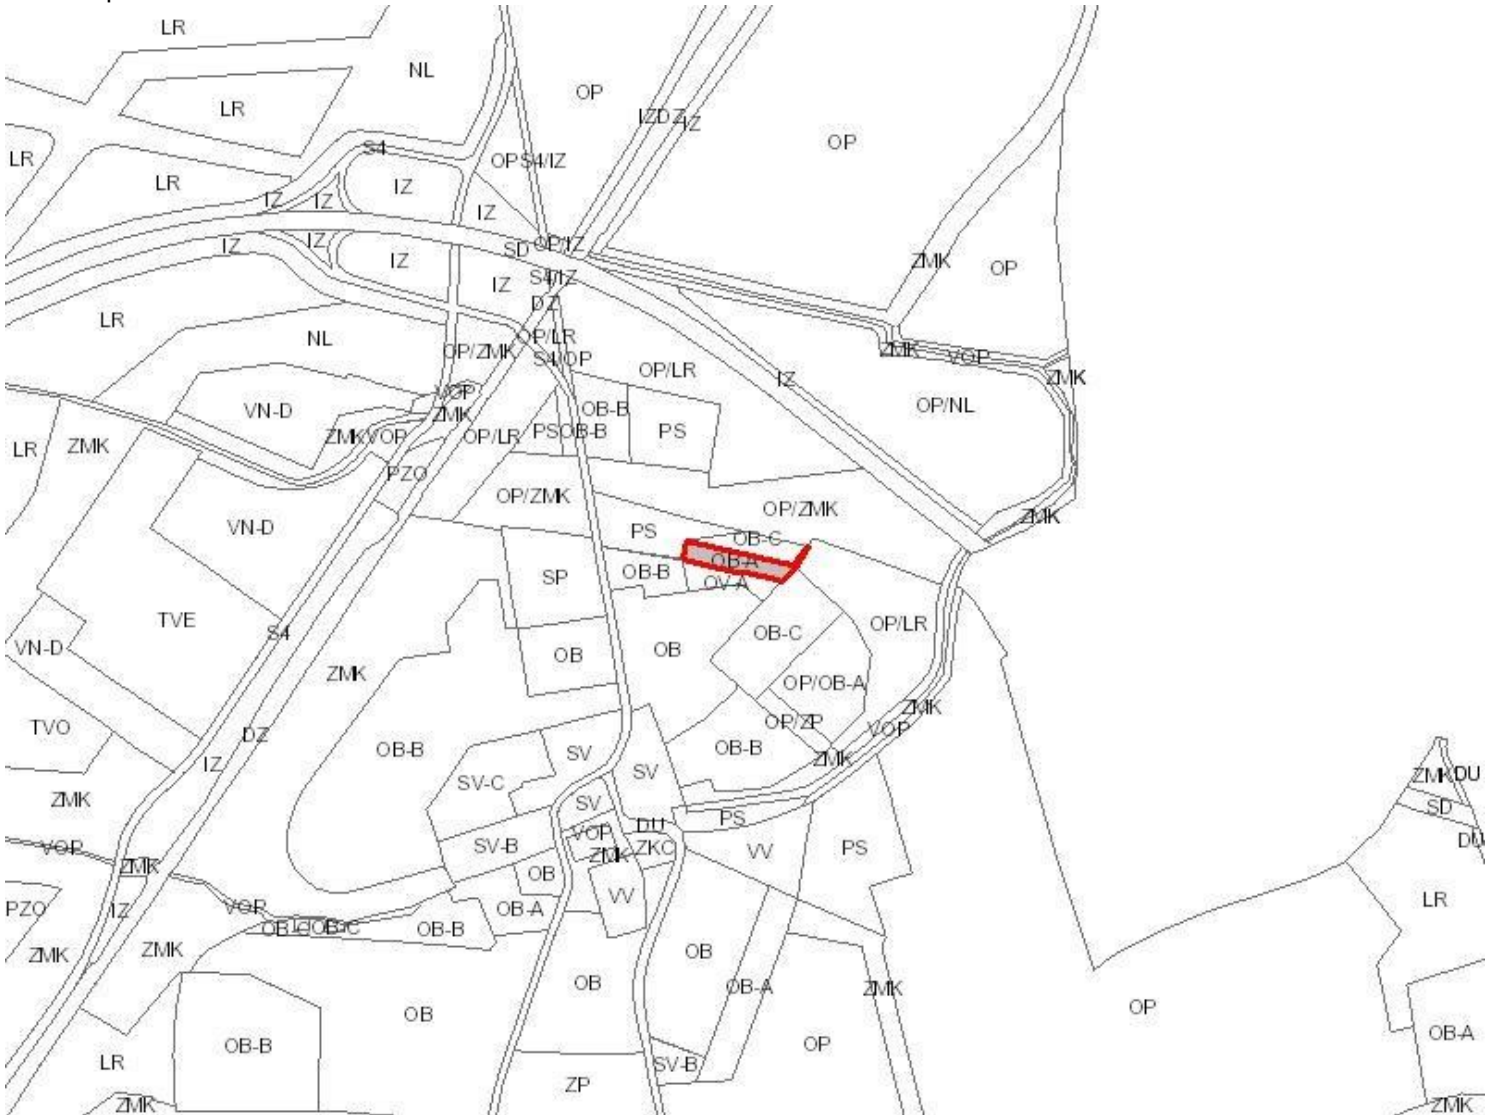 LR
NL
OP
LR
IZDZIZ
OP
S4
LR
OPS4/IZ
LR
IZ
IZ
IZ
IZ
IZ
IZ
SD
OP/IZ
IZ
ZMK
OP
IZ
S4/IZ
DZ
LR
NL
OP/LR
OP/ZMK
S4/OP
ZMK
VOP
OP/LR
IZ
ZMK
VOP
VN-D
ZMK
OB-B
OP/NL
ZMKVOP
OP/LR
PSOB-B
PS
LR
ZMK
PZO
OP/ZMK
OP/ZMK
ZMK
VN-D
PS
OB-C
OB-A
SP
OB-B
OV-A
TVE
S4
OB-C
OP/LR
VN-D
ZMK
OB
OB
OP/OB-A
ZMK
TVO
DZ
OP/ZP
VOP
OB-B
SV
OB-B
ZMK
IZ
SV
SV-C
ZMK
ZMKDU
ZMK
SV
SD
PS
DU
VOP
VOP
SV-B
ZMK
ZKC
VV
PS
DU
ZMK
OB
VV
LR
PZO
IZ
VOP
OB-A
OB-B
OB-C
ZMK
ZMK
OB
OB
OB-A
ZMK
OP
OB
OB-B
OP
OB-A
LR
SV-B
ZP
ZMK
ZMK